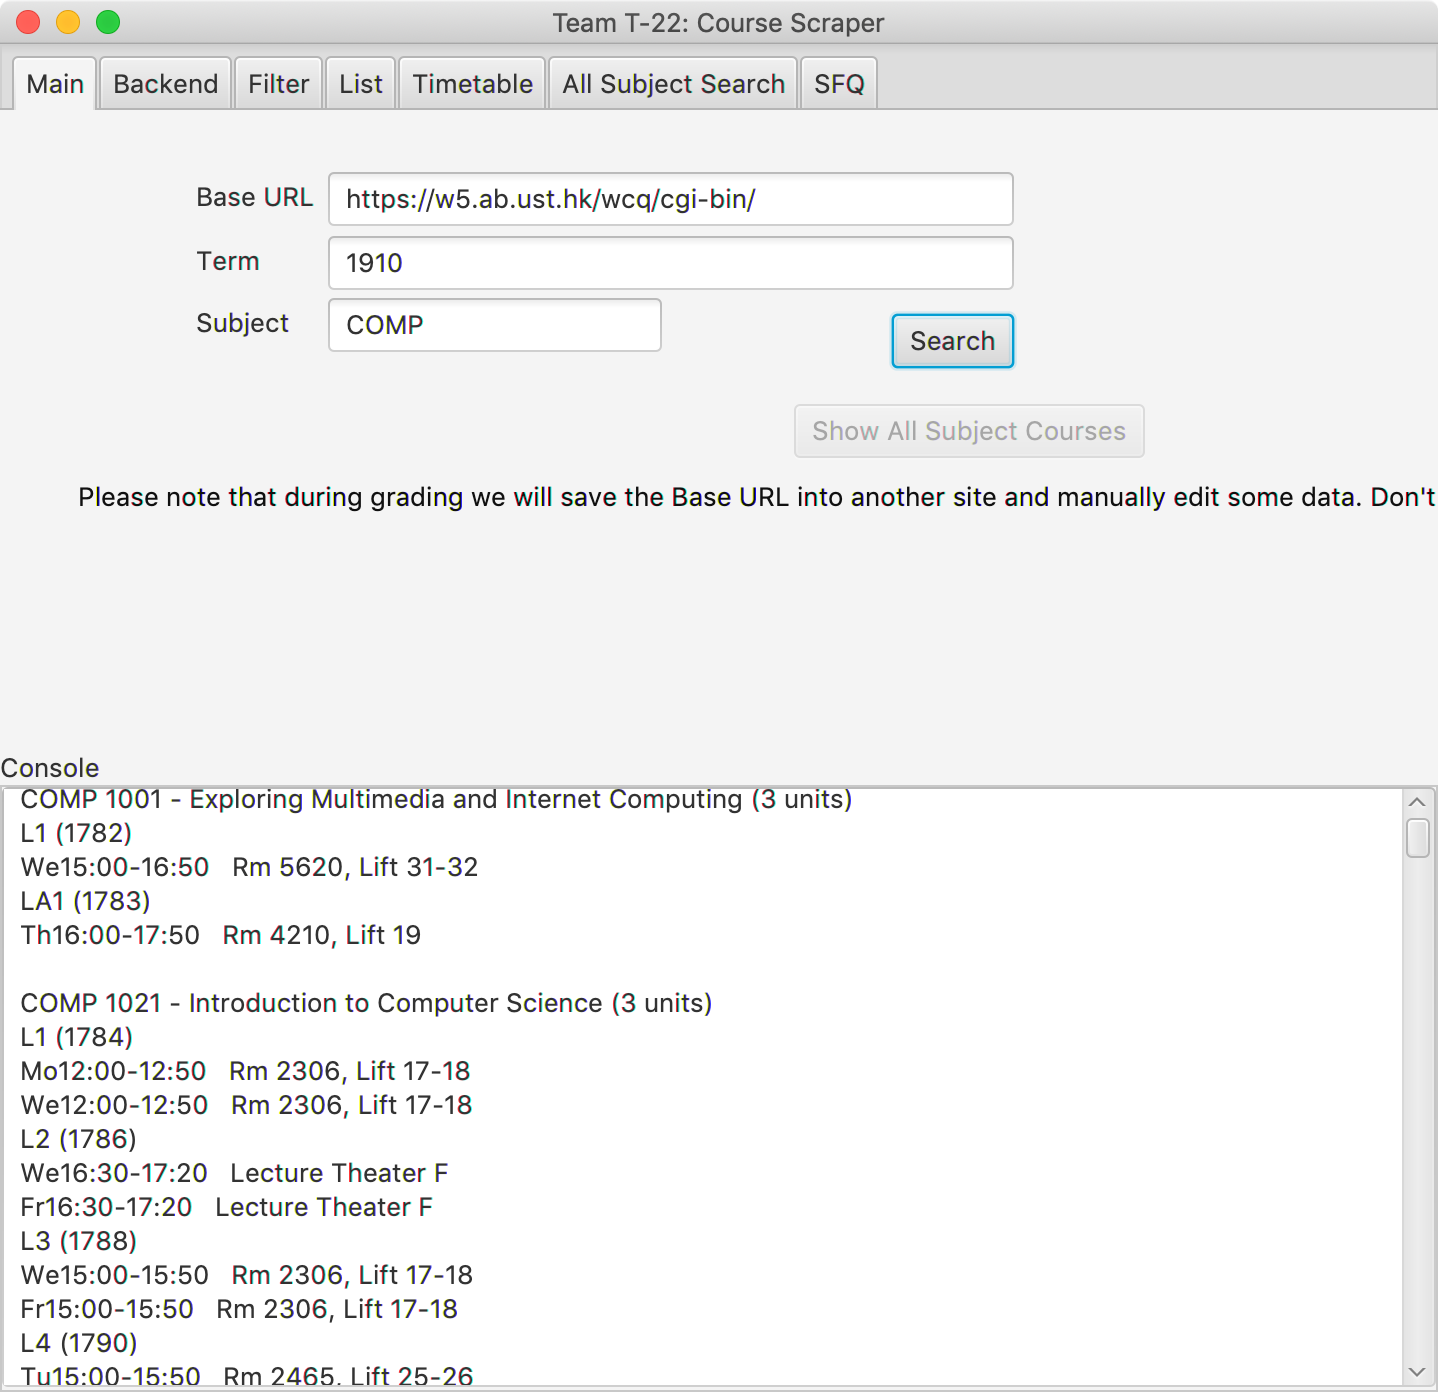 Team T-22: Course Scraper
Main Backend Filter List Timetable All Subject Search SFQ
Base URL https://w5.ab.ust.hk/wcq/cgi-bin/
Term 1910
Subject COMP
Search
Show All Subject Courses
Please note that during grading we will save the Base URL into another site and manually edit some data. Don't
Console
COMP 1001 - Exploring Multimedia and Internet Computing (3 units)
L1 (1782)
We15:00-16:50 Rm 5620, Lift 31-32
LA1 (1783)
Th16:00-17:50 Rm 4210, Lift 19
COMP 1021 - Introduction to Computer Science (3 units)
L1 (1784)
Mo12:00-12:50 Rm 2306, Lift 17-18
We12:00-12:50 Rm 2306, Lift 17-18
L2 (1786)
We16:30-17:20 Lecture Theater F
Fr16:30-17:20 Lecture Theater F
L3 (1788)
We15:00-15:50 Rm 2306, Lift 17-18
Fr15:00-15:50 Rm 2306, Lift 17-18
L4 (1790)
Tu15:00-15:50 Rm 2465, Lift 25-26